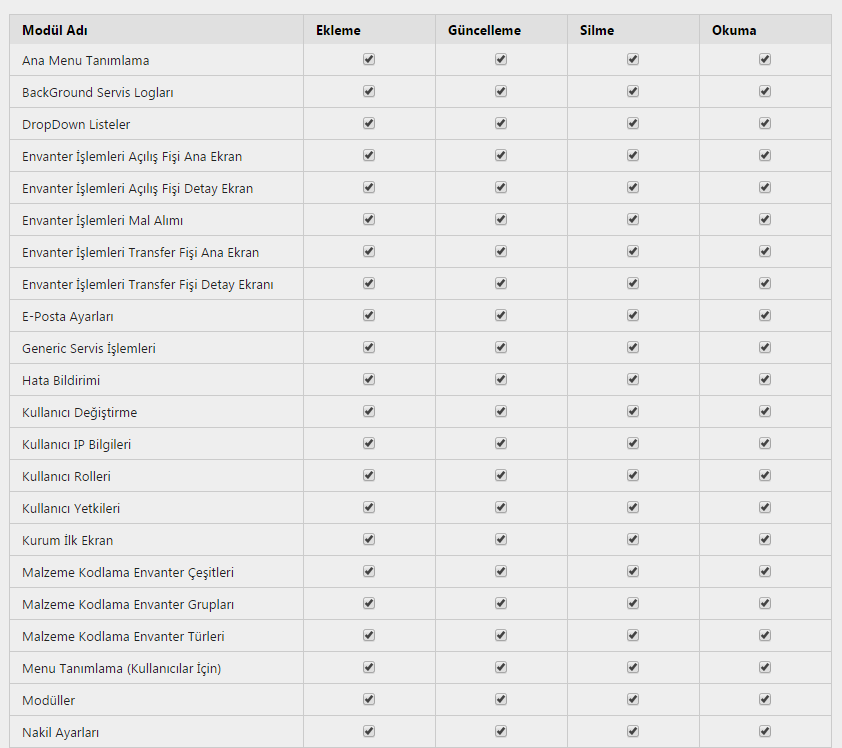 Modül Adı Ekleme Güncelleme Silme Okuma
Ana Menu Tanımlama
BackGround Servis Logları
DropDown Listeler
Envanter İşlemleri Açılış Fişi Ana Ekran
Envanter İşlemleri Açılış Fişi Detay Ekran
Envanter İşlemleri Mal Alımı
Envanter İşlemleri Transfer Fişi Ana Ekran
Envanter İşlemleri Transfer Fişi Detay Ekranı
E-Posta Ayarları
Generic Servis İşlemleri
Hata Bildirimi
Kullanıcı Değiştirme
Kullanıcı IP Bilgileri
Kullanıcı Rolleri
Kullanıcı Yetkileri
Kurum İlk Ekran
Malzeme Kodlama Envanter Çeşitleri
Malzeme Kodlama Envanter Grupları
Malzeme Kodlama Envanter Türleri
Menu Tanımlama (Kullanıcılar İçin)
Modüller
Nakil Ayarları